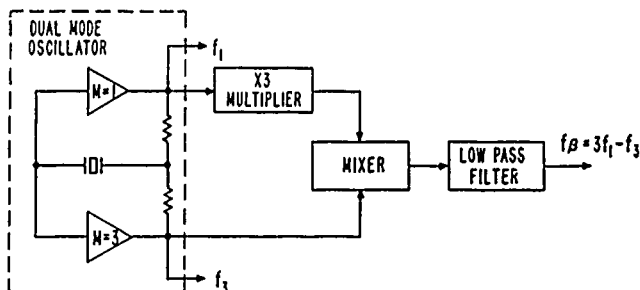 DUAL MODE
OSCILLATOR
f1
M=1
X3
MULTIPLIER
MIXER
LOW PASS
FILTER
fβ=3f1-f3
M=3
f3